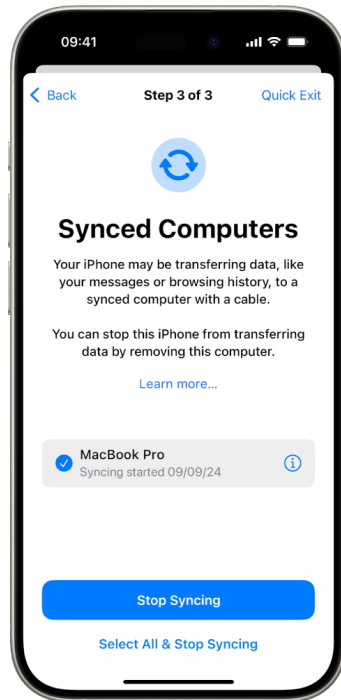 09:41
Back
Step 3 of 3
Quick Exit
Synced Computers
Your iPhone may be transferring data, like
your messages or browsing history, to a
synced computer with a cable.
You can stop this iPhone from transferring
data by removing this computer.
Learn more...
MacBook Pro
Syncing started 09/09/24
Stop Syncing
Select All & Stop Syncing